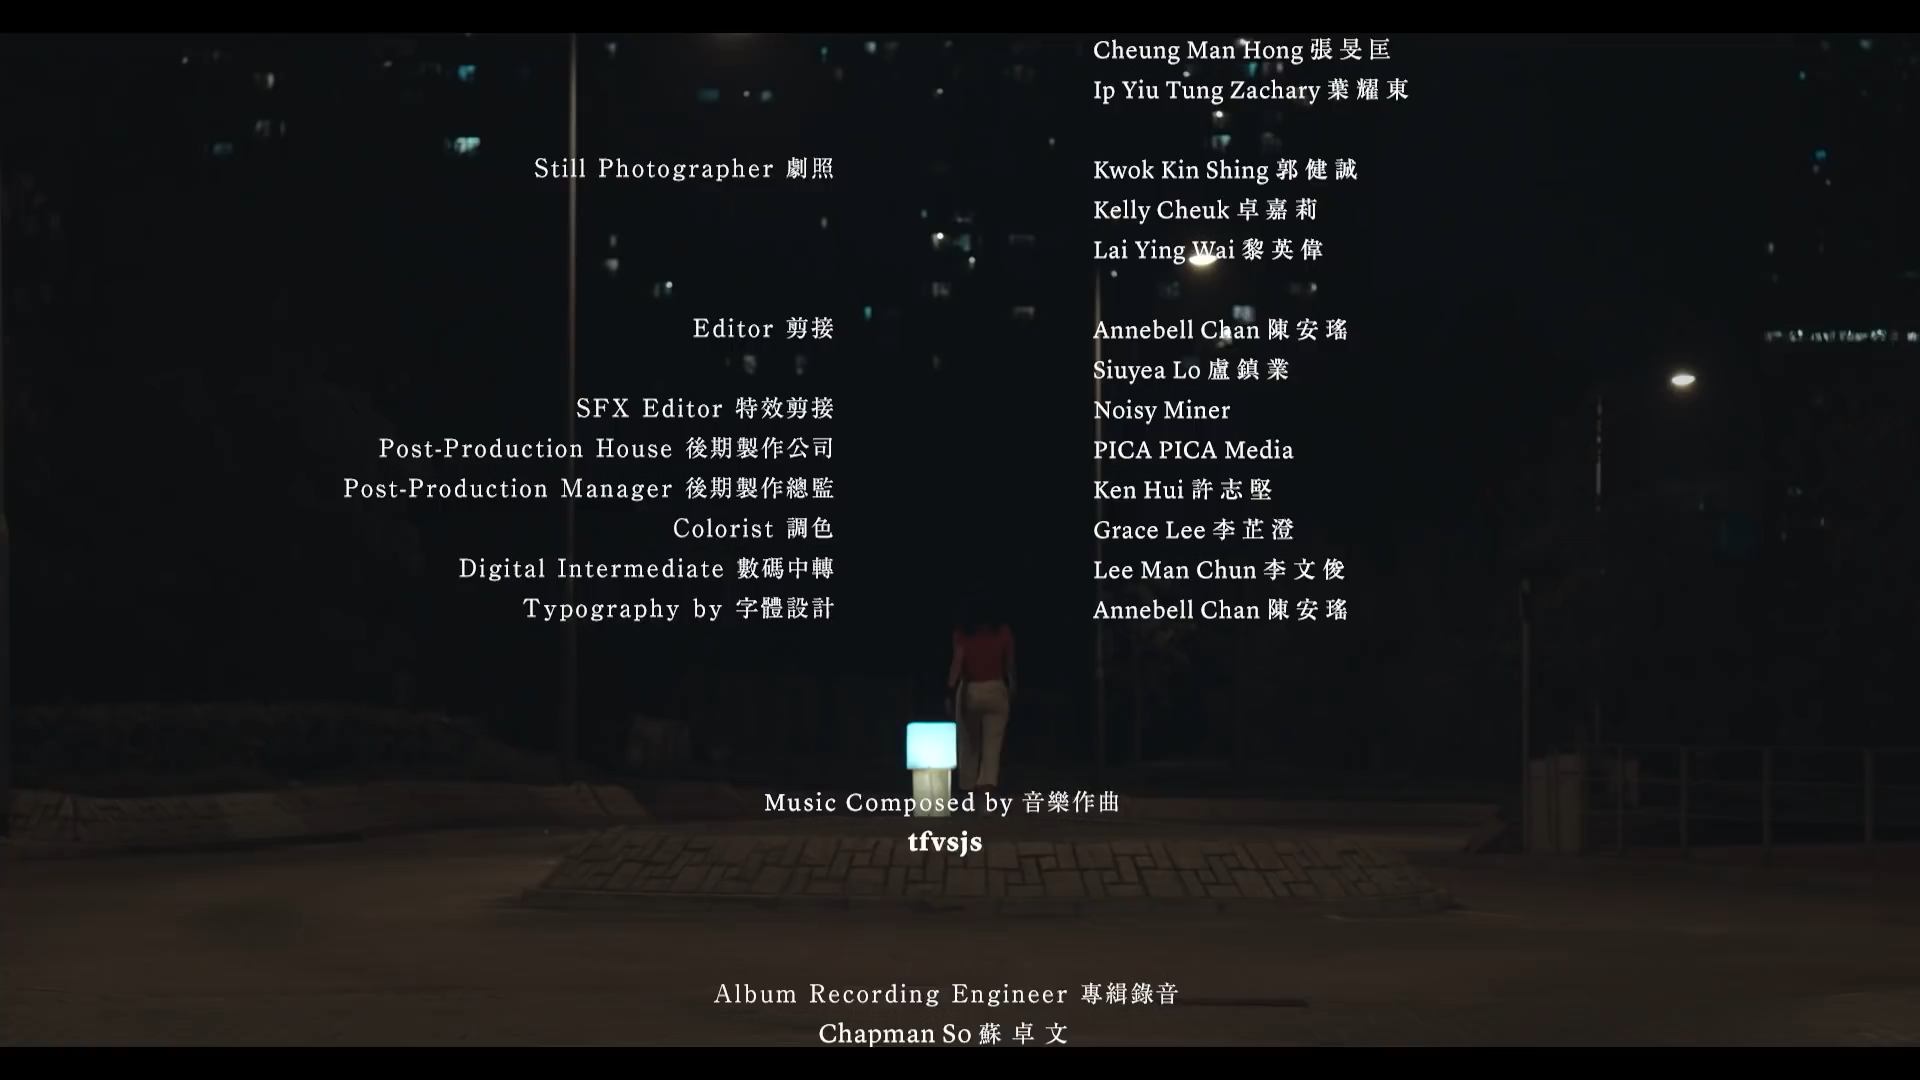 Cheung Man Hong 張旻匡
Ip Yiu Tung Zachary 葉耀東
Still Photographer 劇照 Kwok Kin Shing 郭健誠
Kelly Cheuk 卓嘉莉
Lai Ying Wai 黎英偉
Editor 剪接 Annebell Chan 陳安瑤
Siuyea Lo 盧鎮業
SFX Editor 特效剪接 Noisy Miner
Post-Production House 後期製作公司 PICA PICA Media
Post-Production Manager 後期製作總監 Ken Hui 許志堅
Colorist 調色 Grace Lee 李芷澄
Digital Intermediate 數碼中轉 Lee Man Chun 李文俊
Typography by 字體設計 Annebell Chan 陳安瑤
Music Composed by 音樂作曲
tfvsjs
Album Recording Engineer 專緝錄音
Chapman So 蘇卓文